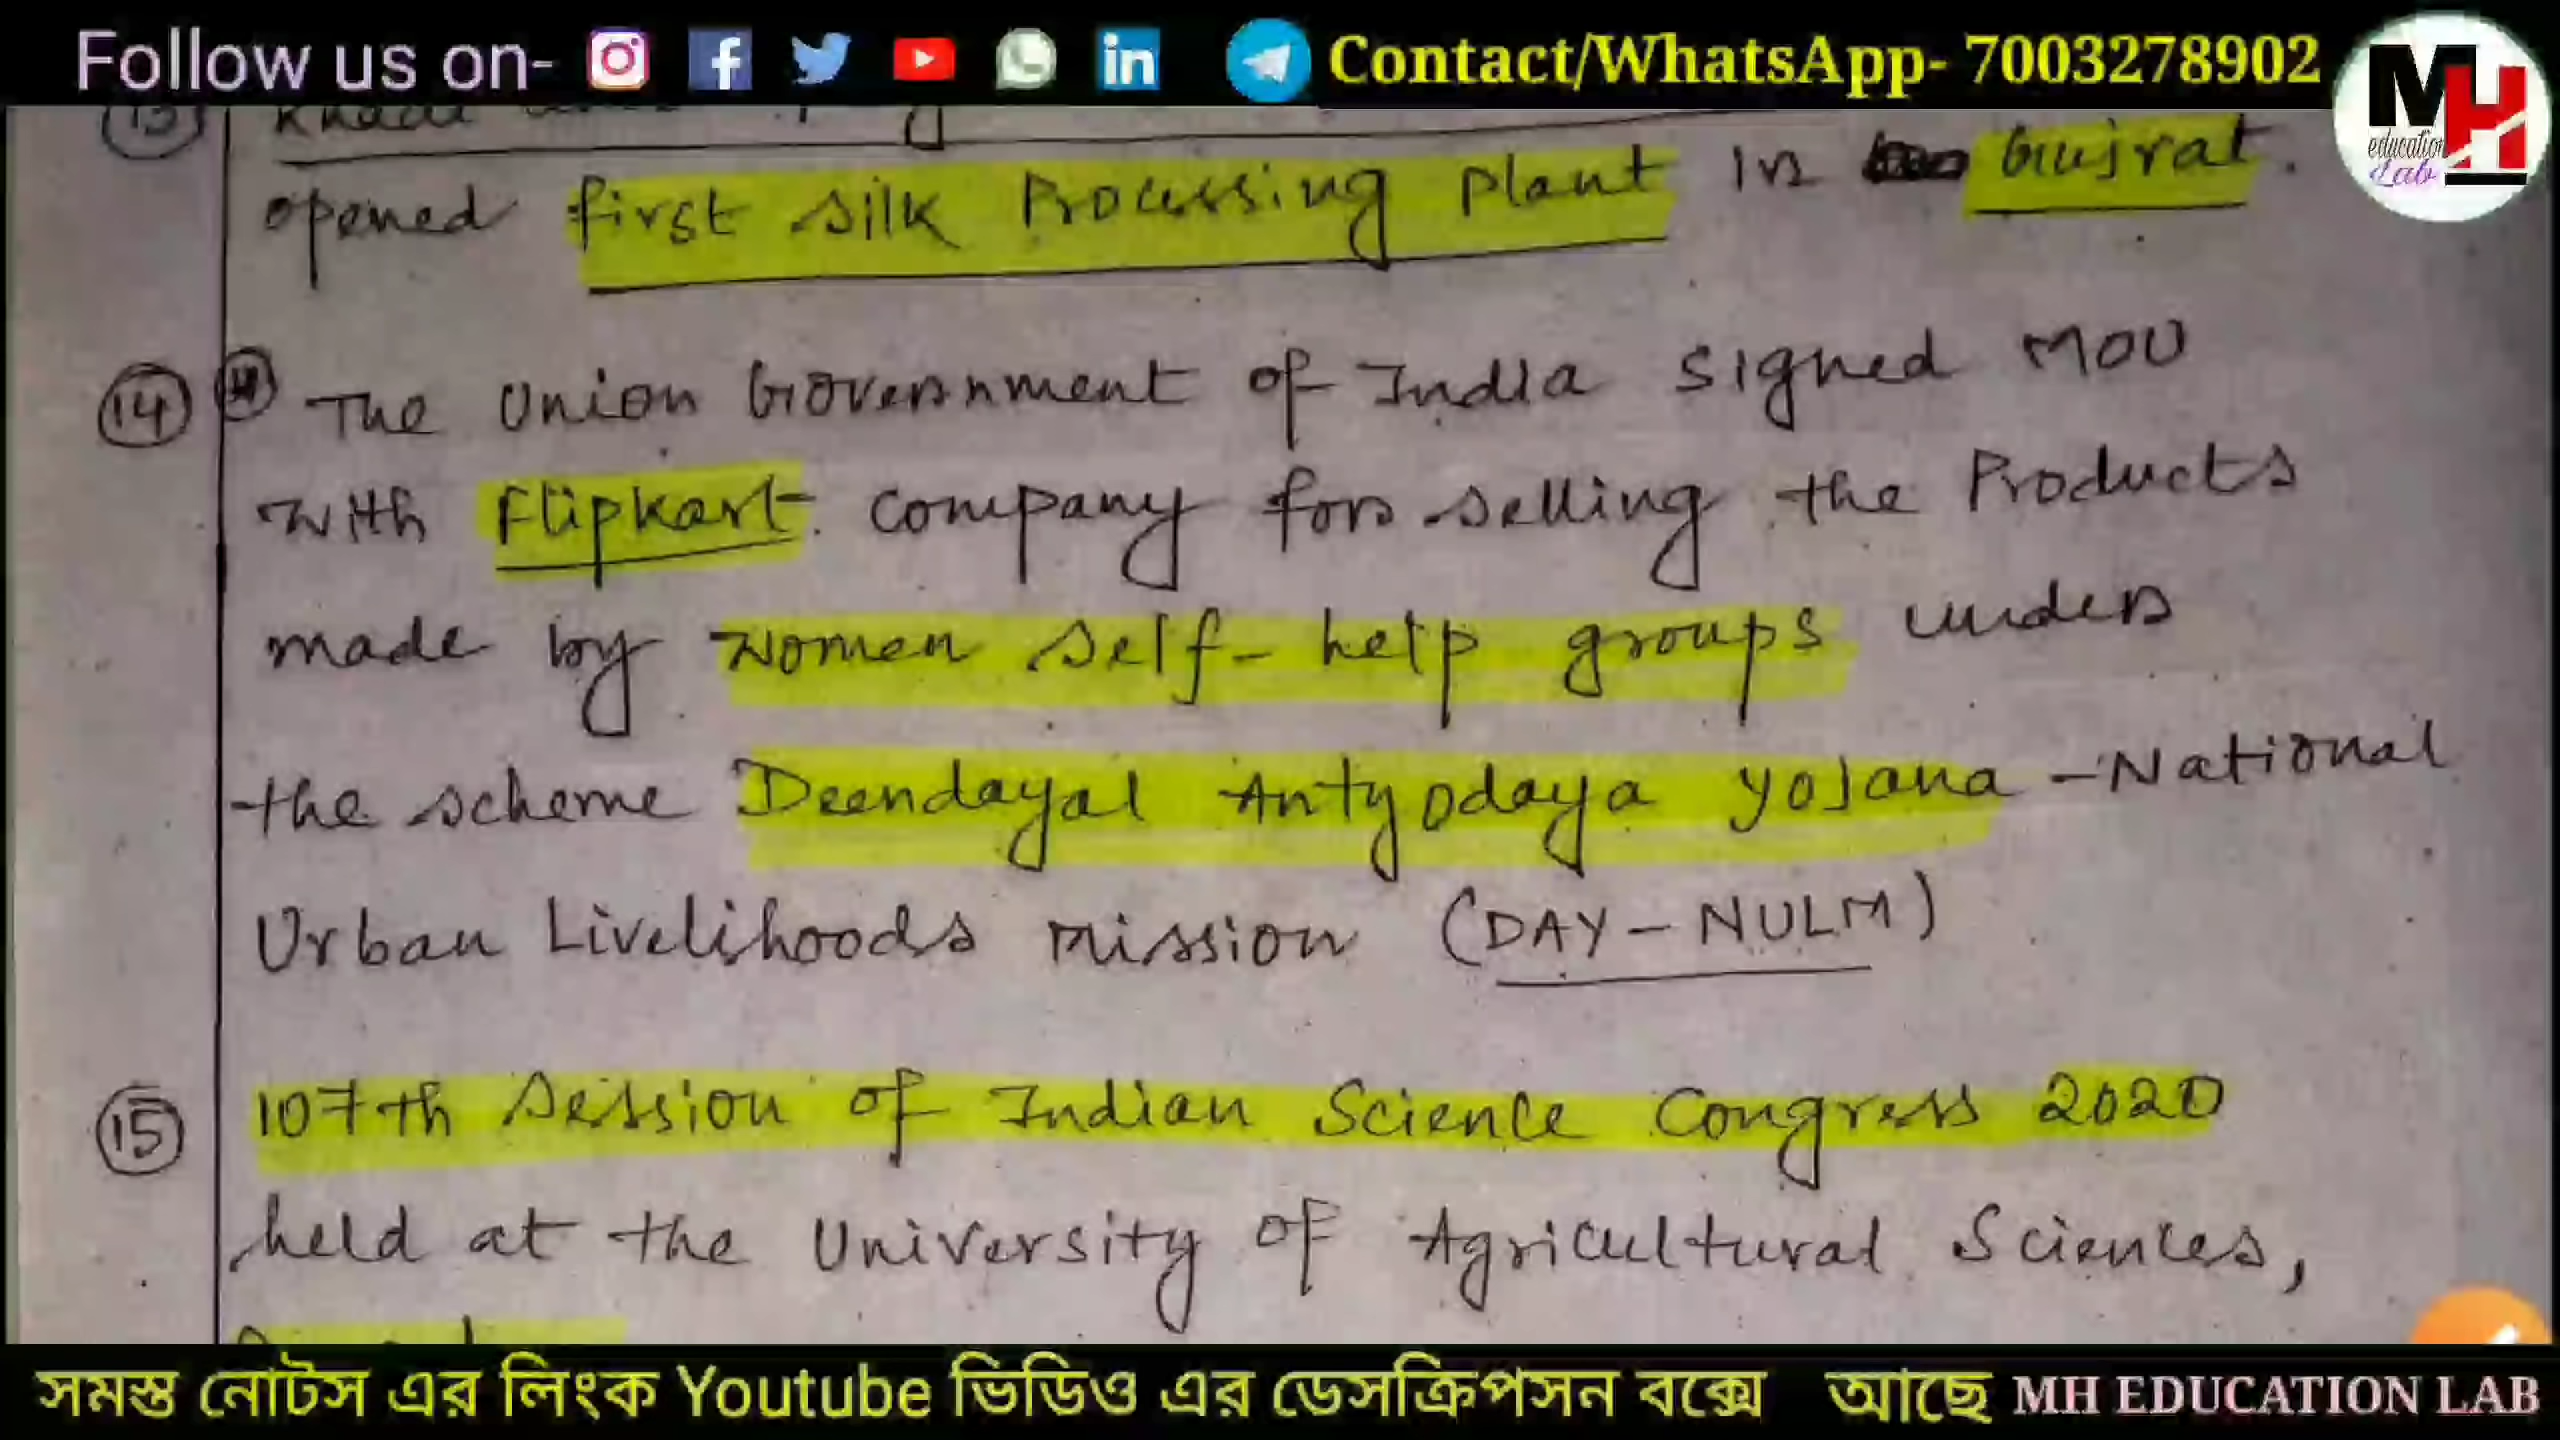 Follow us on- Contact/WhatsApp- 7003278902
MH education Lab
13
opened first silk Processing plant in Gujrat.
14 The Union Government of India signed MOU
with Flipkart company for selling the Products
made by women self-help groups under
the scheme Deendayal Antyodaya Yojana - National
Urban Livelihoods mission (DAY-NULM)
15 107th Session of Indian Science Congress 2020
held at the University of Agricultural Sciences,
সমস্ত নোটস এর লিংক Youtube ভিডিও এর ডেসক্রিপসন বক্সে আছে MH EDUCATION LAB